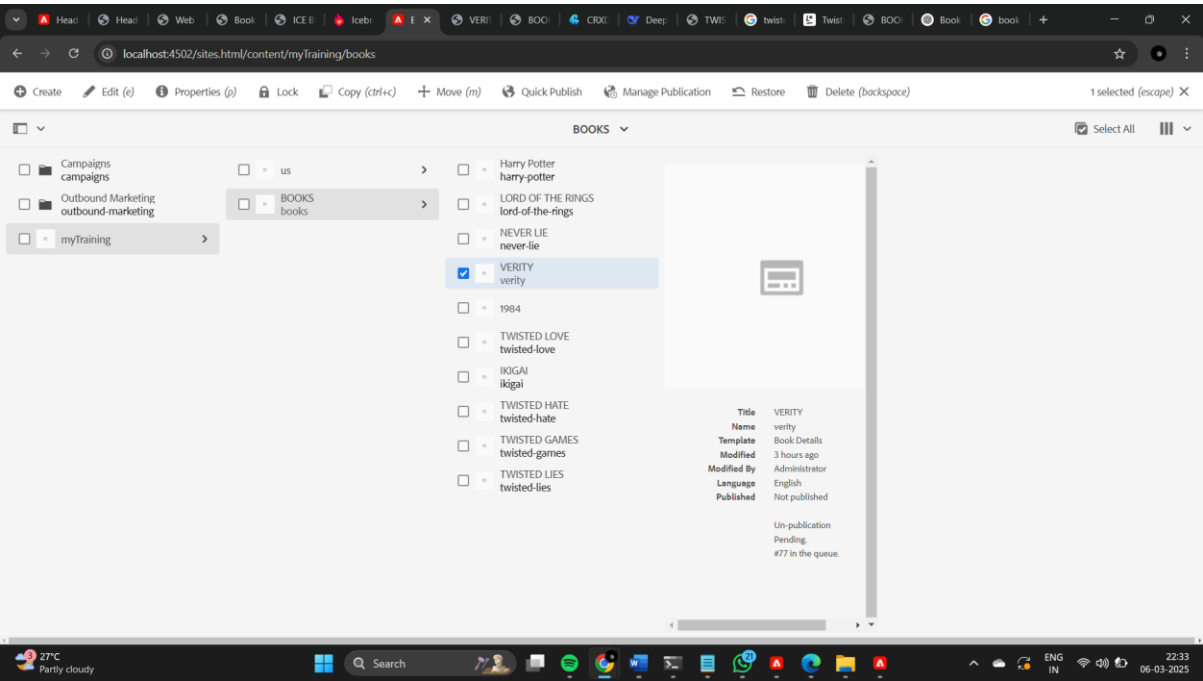 Head
Head
Web
Book
ICE B
Icebr
E
VERI
BOO
CRXD
Deep
TWIS
twist
Twist
BOO
Book
book
localhost:4502/sites.html/content/myTraining/books
Create
Edit (e)
Properties (p)
Lock
Copy (ctrl+c)
Move (m)
Quick Publish
Manage Publication
Restore
Delete (backspace)
1 selected (escape)
BOOKS
Select All
Campaigns
campaigns
Outbound Marketing
outbound-marketing
myTraining
us
BOOKS
books
Harry Potter
harry-potter
LORD OF THE RINGS
lord-of-the-rings
NEVER LIE
never-lie
VERITY
verity
1984
TWISTED LOVE
twisted-love
IKIGAI
ikigai
TWISTED HATE
twisted-hate
TWISTED GAMES
twisted-games
TWISTED LIES
twisted-lies
Title VERITY
Name verity
Template Book Details
Modified 3 hours ago
Modified By Administrator
Language English
Published Not published
Un-publication
Pending.
#77 in the queue.
3
27°C
Partly cloudy
Search
21
ENG
IN
22:33
06-03-2025